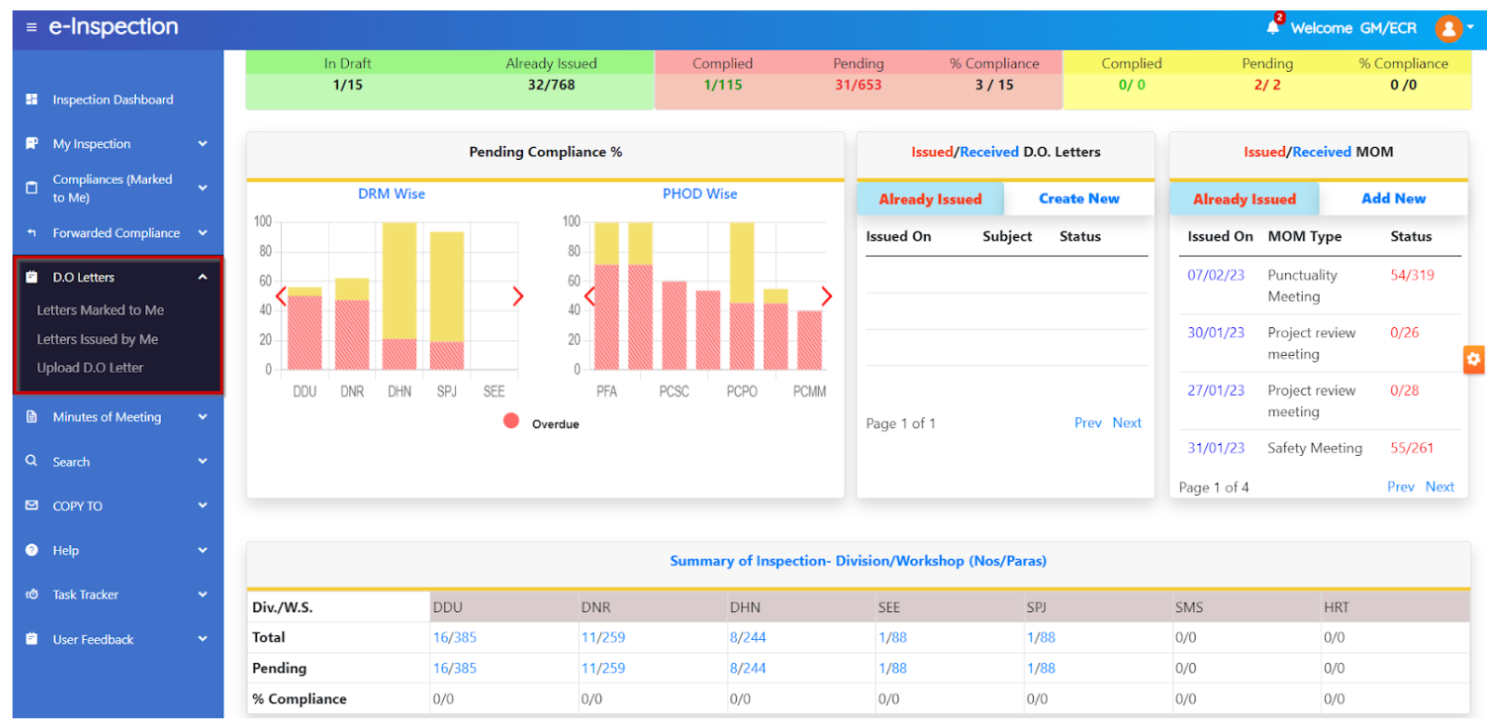 e-Inspection
2
Welcome GM/ECR
Inspection Dashboard
My Inspection
Compliances (Marked
to Me)
Forwarded Compliance
D.O Letters
Letters Marked to Me
Letters Issued by Me
Upload D.O Letter
Minutes of Meeting
Search
COPY TO
Help
Task Tracker
User Feedback
In Draft Already Issued Complied Pending % Compliance Complied Pending % Compliance
1/15 32/768 1/115 31/653 3 / 15 0/ 0 2/ 2 0 /0
Pending Compliance %
DRM Wise
100
80
60
40
20
0
DDU DNR DHN SPJ SEE
PHOD Wise
100
80
60
40
20
0
PFA PCSC PCPO PCMM
Overdue
Issued/Received D.O. Letters
Already Issued Create New
Issued On Subject Status
Page 1 of 1 Prev Next
Issued/Received MOM
Already Issued Add New
Issued On MOM Type Status
07/02/23 Punctuality 54/319
Meeting
30/01/23 Project review 0/26
meeting
27/01/23 Project review 0/28
meeting
31/01/23 Safety Meeting 55/261
Page 1 of 4 Prev Next
Summary of Inspection- Division/Workshop (Nos/Paras)
Div./W.S. DDU DNR DHN SEE SPJ SMS HRT
Total 16/385 11/259 8/244 1/88 1/88 0/0 0/0
Pending 16/385 11/259 8/244 1/88 1/88 0/0 0/0
% Compliance 0/0 0/0 0/0 0/0 0/0 0/0 0/0